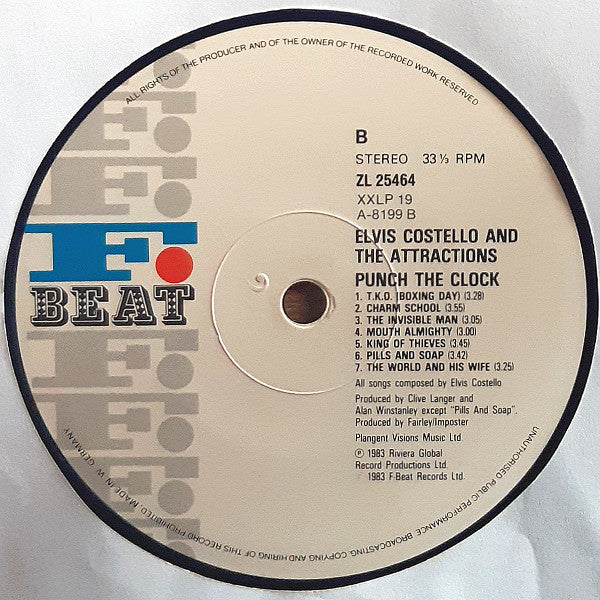 ALL RIGHTS OF THE PRODUCER AND OF THE OWNER OF THE RECORDED WORK RESERVED
F.
BEAT
B
STEREO 33⅓ RPM
ZL 25464
XXLP 19
A-8199 B
ELVIS COSTELLO AND
THE ATTRACTIONS
PUNCH THE CLOCK
1. T.K.O. (BOXING DAY) (3.28)
2. CHARM SCHOOL (3.55)
3. THE INVISIBLE MAN (3.05)
4. MOUTH ALMIGHTY (3.00)
5. KING OF THIEVES (3.45)
6. PILLS AND SOAP (3.42)
7. THE WORLD AND HIS WIFE (3.25)
All songs composed by Elvis Costello
Produced by Clive Langer and
Alan Winstanley except "Pills And Soap".
Produced by Fairley/Imposter
Plangent Visions Music Ltd.
℗ 1983 Riviera Global
Record Productions Ltd.
1983 F-Beat Records Ltd.
UNAUTHORISED PUBLIC PERFORMANCE, BROADCASTING, COPYING AND HIRING OF THIS RECORD PROHIBITED. MADE IN W. GERMANY